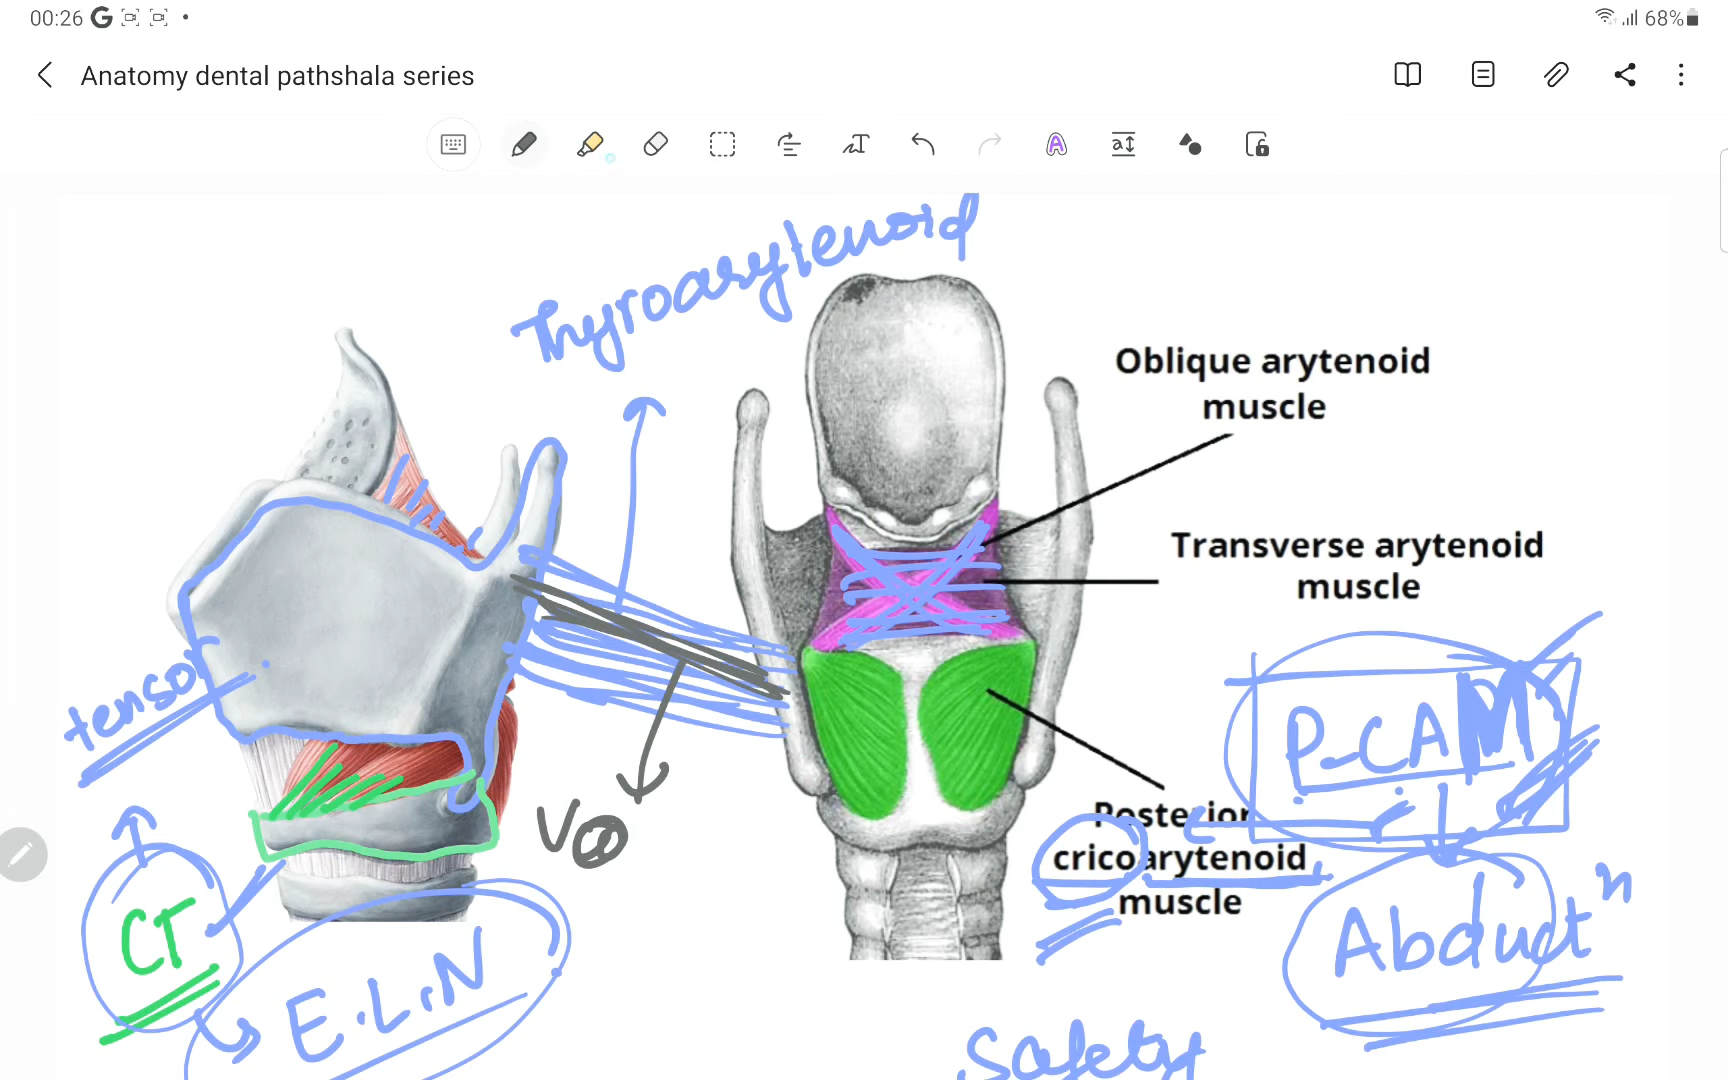 00:26 G
68%
Anatomy dental pathshala series
Thyroarytenoid
Oblique arytenoid
muscle
Transverse arytenoid
muscle
tensor
P-CAM
Posterior
cricoarytenoid
muscle
CT
E.L.N
Abductⁿ
Safety